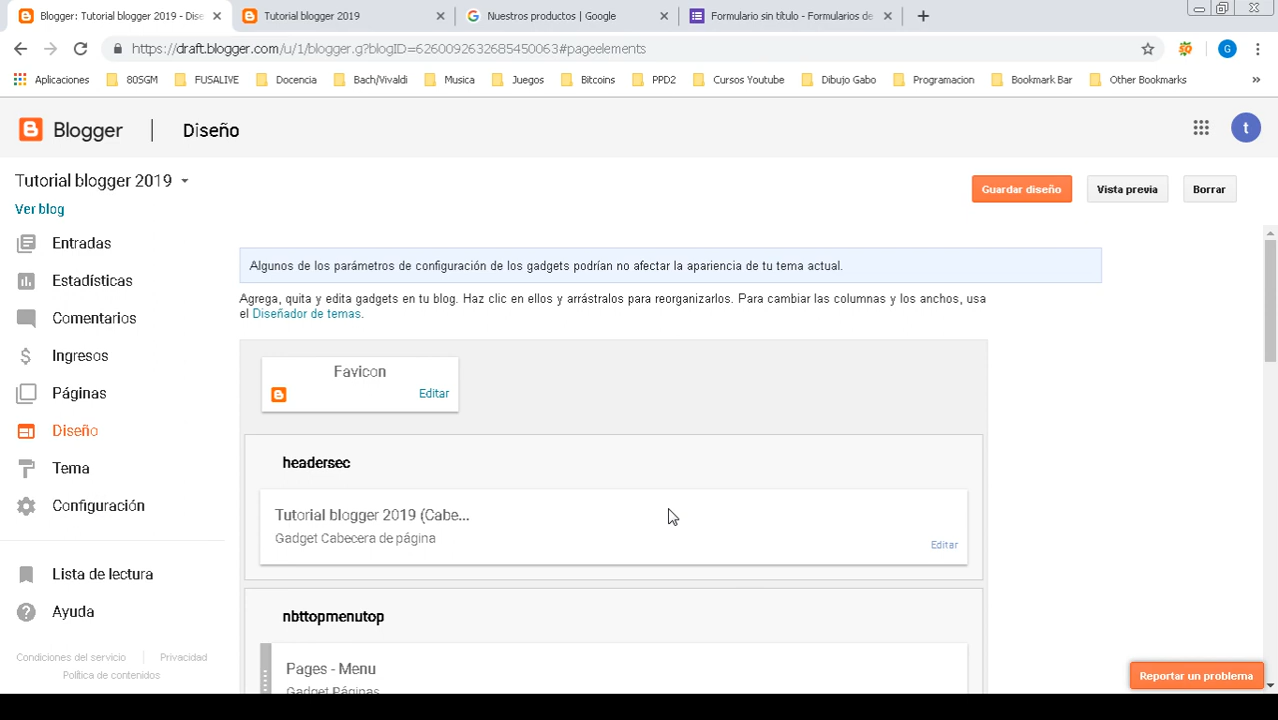 Blogger: Tutorial blogger 2019 - Dise
Tutorial blogger 2019
Nuestros productos | Google
Formulario sin título - Formularios de
https://draft.blogger.com/u/1/blogger.g?blogID=6260092632685450063#pageelements
G
Aplicaciones
80SGM
FUSALIVE
Docencia
Bach/Vivaldi
Musica
Juegos
Bitcoins
PPD2
Cursos Youtube
Dibujo Gabo
Programacion
Bookmark Bar
Other Bookmarks
»
Blogger
Diseño
t
Tutorial blogger 2019
Ver blog
Guardar diseño
Vista previa
Borrar
Entradas
Estadísticas
Comentarios
Ingresos
Páginas
Diseño
Tema
Configuración
Lista de lectura
Ayuda
Condiciones del servicio
Privacidad
Política de contenidos
Algunos de los parámetros de configuración de los gadgets podrían no afectar la apariencia de tu tema actual.
Agrega, quita y edita gadgets en tu blog. Haz clic en ellos y arrástralos para reorganizarlos. Para cambiar las columnas y los anchos, usa
el Diseñador de temas.
Favicon
Editar
headersec
Tutorial blogger 2019 (Cabe...
Gadget Cabecera de página
Editar
nbttopmenutop
Pages - Menu
Gadget Páginas
Reportar un problema